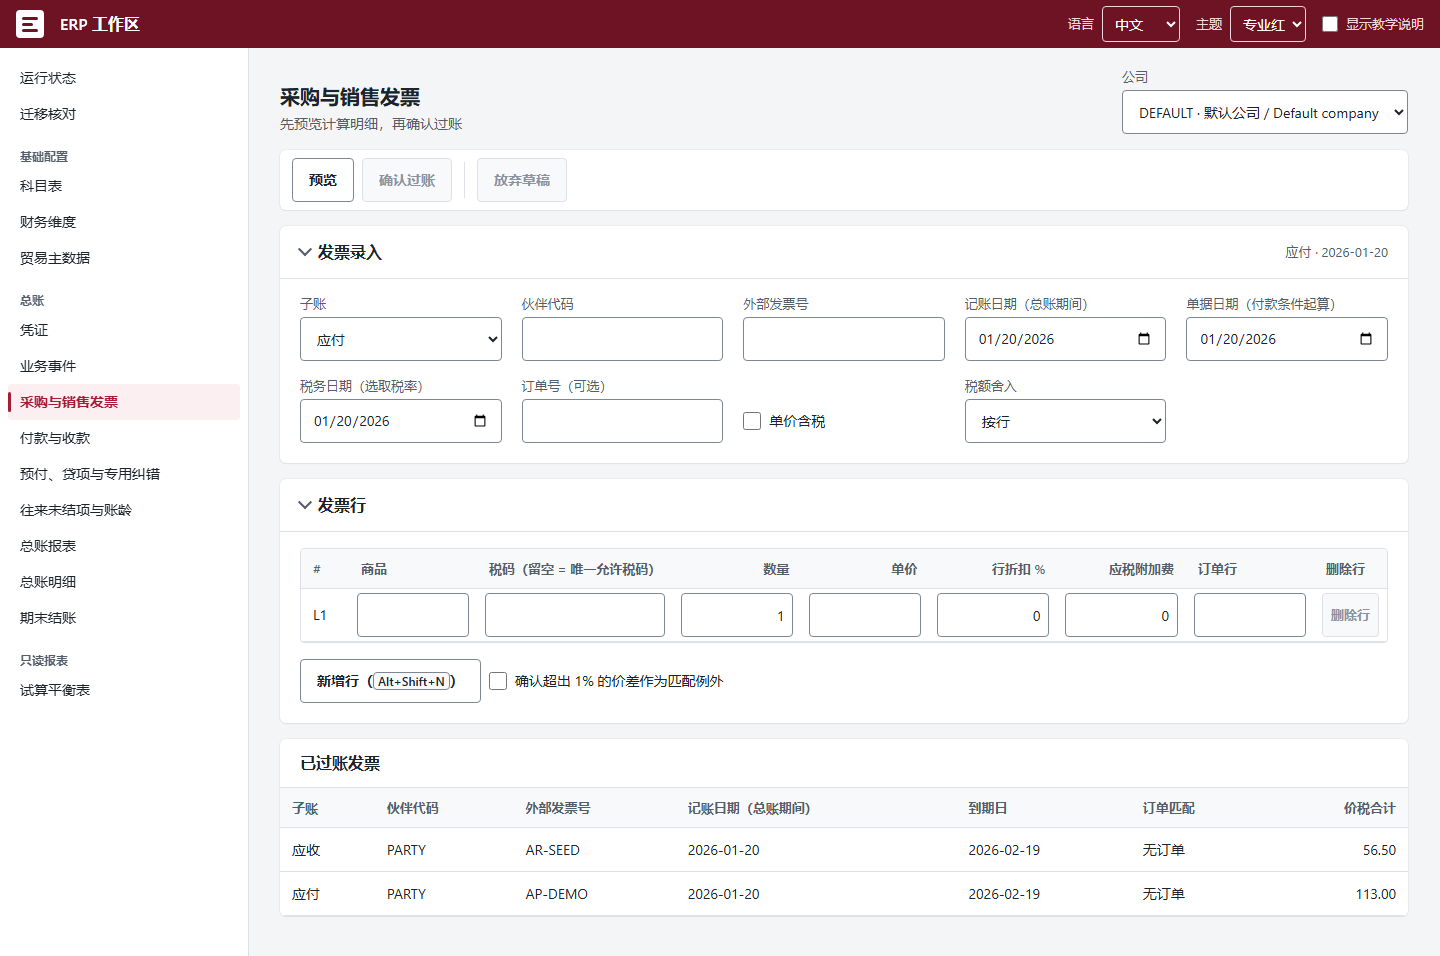 ERP 工作区
语言 中文 主题 专业红 显示教学说明
运行状态
迁移核对
基础配置
科目表
财务维度
贸易主数据
总账
凭证
业务事件
采购与销售发票
付款与收款
预付、贷项与专用纠错
往来未结项与账龄
总账报表
总账明细
期末结账
只读报表
试算平衡表
采购与销售发票
先预览计算明细，再确认过账
公司
DEFAULT · 默认公司 / Default company
预览 确认过账 放弃草稿
发票录入 应付 · 2026-01-20
子账 伙伴代码 外部发票号 记账日期（总账期间） 单据日期（付款条件起算）
应付 01/20/2026 01/20/2026
税务日期（选取税率） 订单号（可选） 税额舍入
01/20/2026 单价含税 按行
发票行
# 商品 税码（留空 = 唯一允许税码） 数量 单价 行折扣 % 应税附加费 订单行 删除行
L1 1 0 0 删除行
新增行（Alt+Shift+N） 确认超出 1% 的价差作为匹配例外
已过账发票
子账 伙伴代码 外部发票号 记账日期（总账期间） 到期日 订单匹配 价税合计
应收 PARTY AR-SEED 2026-01-20 2026-02-19 无订单 56.50
应付 PARTY AP-DEMO 2026-01-20 2026-02-19 无订单 113.00